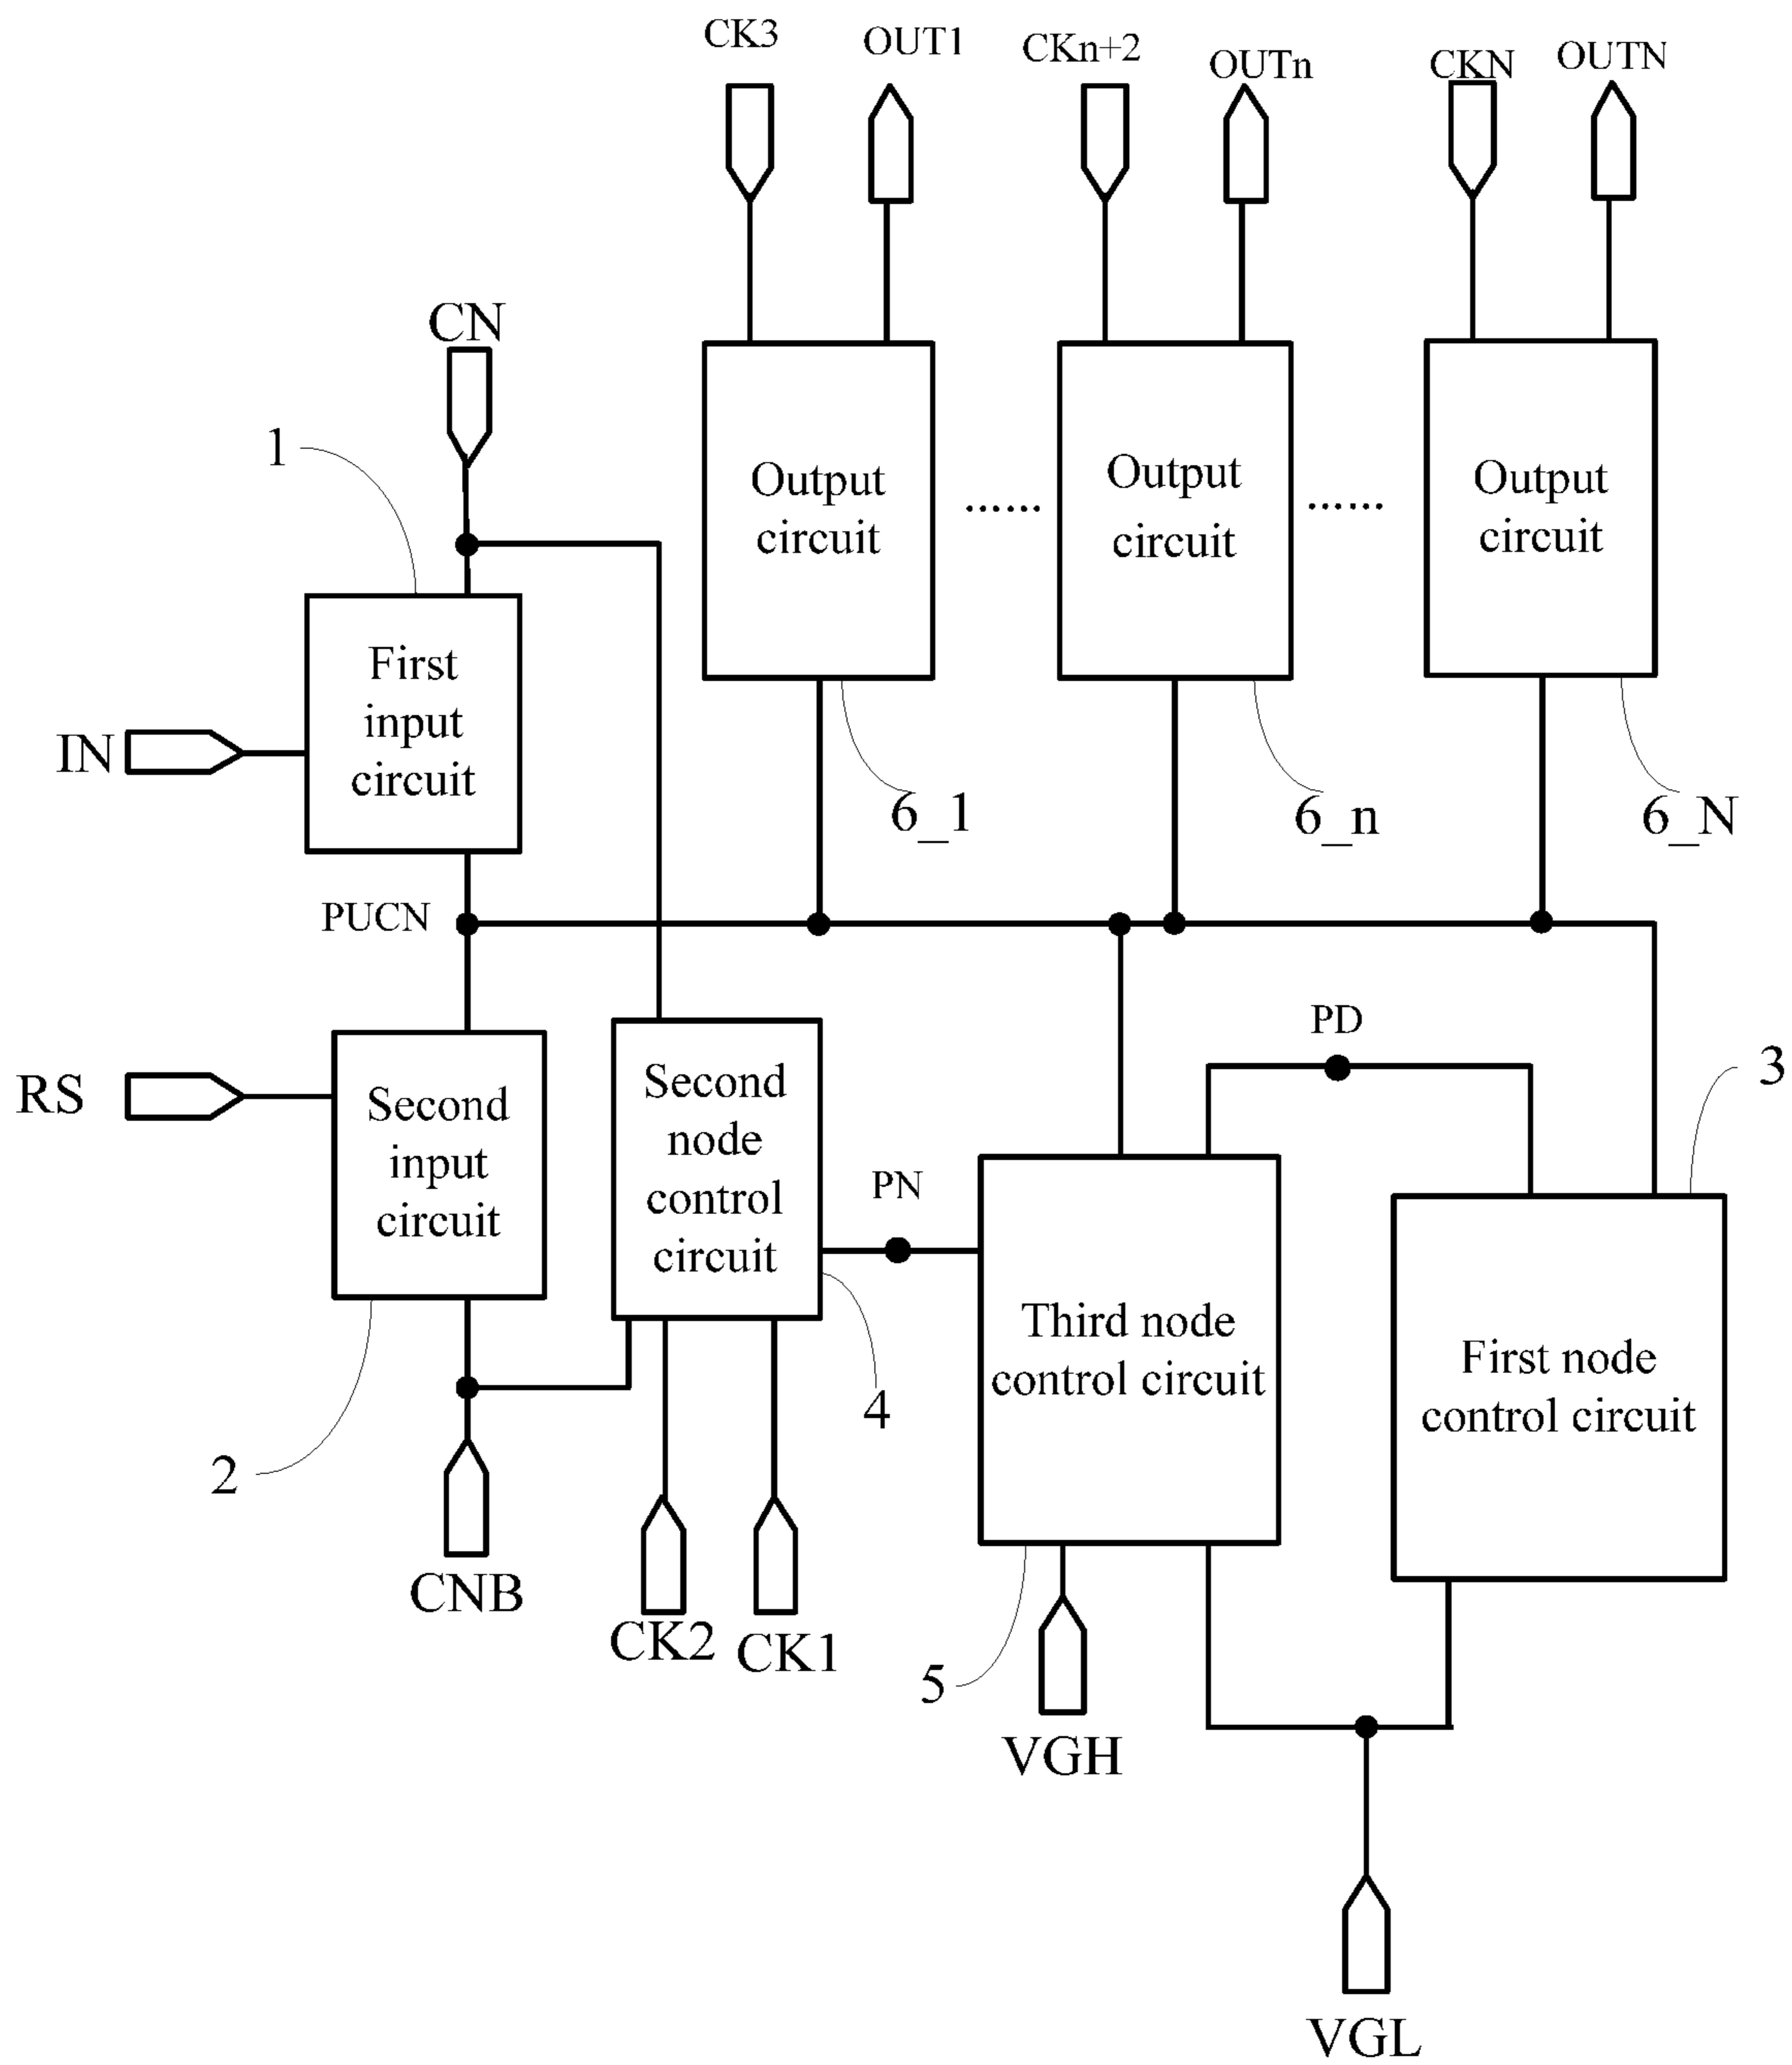 CK3
OUT1
CKn+2
OUTn
CKN
OUTN
CN
1
Output
circuit
......
Output
circuit
......
Output
circuit
First
input
circuit
IN
6_1
6_n
6_N
PUCN
PD
3
RS
Second
input
circuit
Second
node
control
circuit
PN
Third node
control circuit
First node
control circuit
4
2
CNB
CK2
CK1
5
VGH
VGL